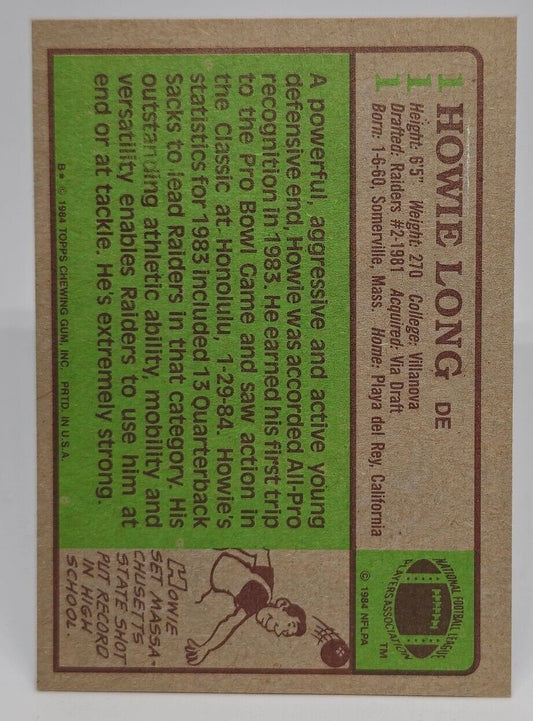 111
HOWIE LONG DE
Height: 6'5" Weight: 270 College: Villanova
Drafted: Raiders #2-1981 Acquired: Via Draft
Born: 1-6-60, Somerville, Mass. Home: Playa del Rey, California
NATIONAL FOOTBALL LEAGUE
PLAYERS ASSOCIATION
™
© 1984 NFLPA
A powerful, aggressive and active young
defensive end, Howie was accorded All-Pro
recognition in 1983. He earned his first trip
to the Pro Bowl Game and saw action in
the Classic at Honolulu, 1-29-84. Howie's
statistics for 1983 included 13 Quarterback
Sacks to lead Raiders in that category. His
outstanding athletic ability, mobility and
versatility enables Raiders to use him at
end or at tackle. He's extremely strong.
HOWIE
SET MASSA-
CHUSETTS
STATE SHOT
PUT RECORD
IN HIGH
SCHOOL.
B* © 1984 TOPPS CHEWING GUM, INC. PRTD. IN U.S.A.